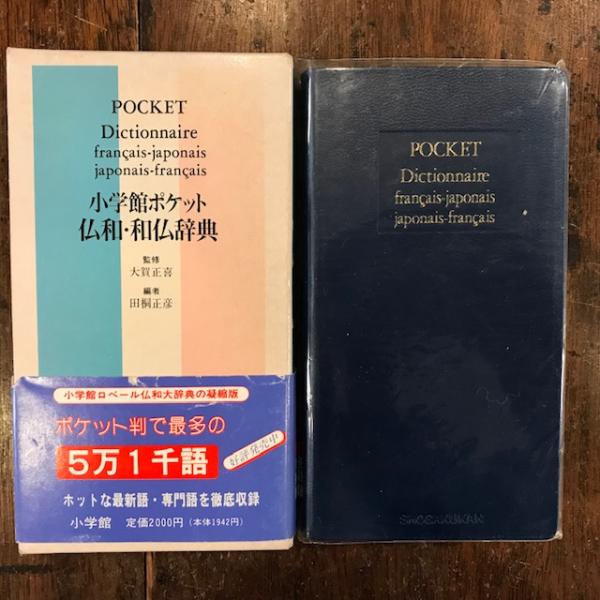 POCKET
Dictionnaire
français-japonais
japonais-français
小学館ポケット
仏和・和仏辞典
監修
大賀正喜
編者
田桐正彦
小学館ロベール仏和大辞典の凝縮版
ポケット判で最多の
5万1千語
好評発売中
ホットな最新語・専門語を徹底収録
小学館 定価2000円（本体1942円）
POCKET
Dictionnaire
français-japonais
japonais-français
SHOGAKUKAN